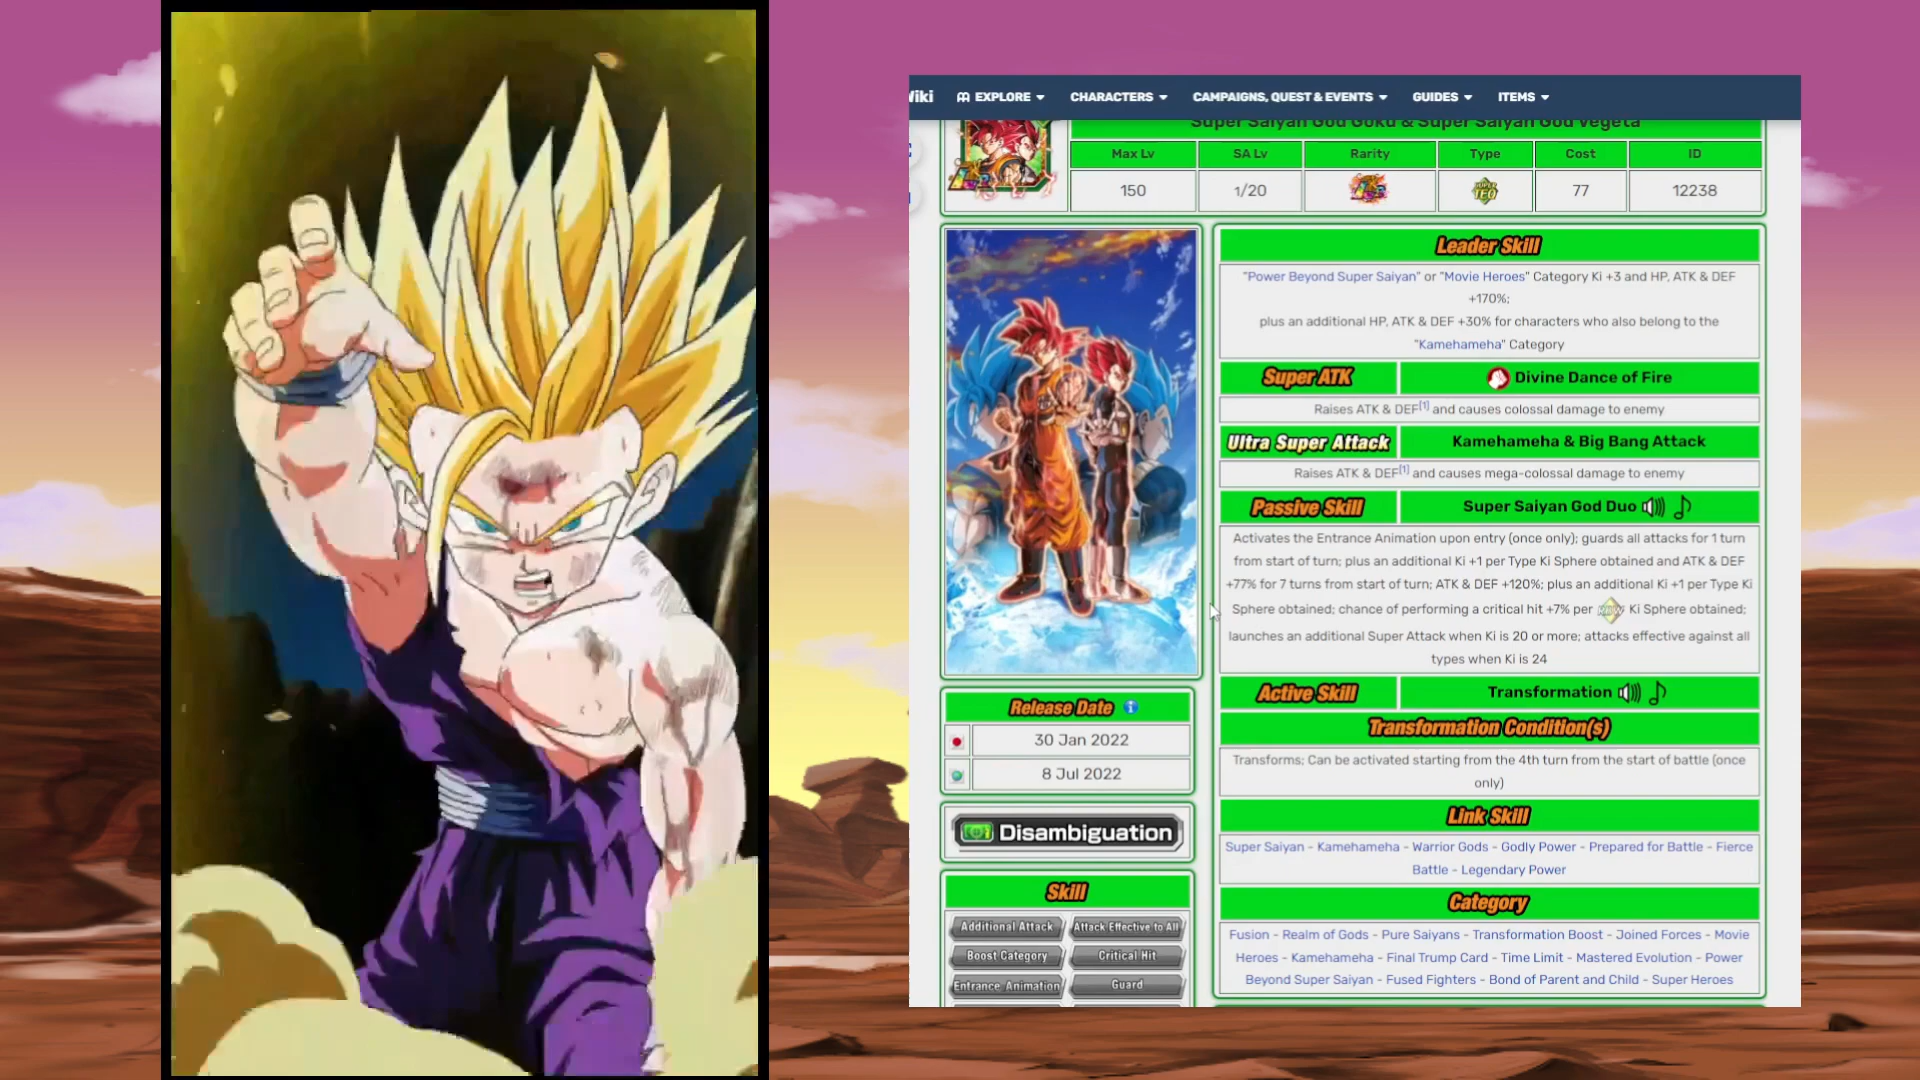 Wiki EXPLORE CHARACTERS CAMPAIGNS, QUEST & EVENTS GUIDES ITEMS
Super Saiyan God Goku & Super Saiyan God Vegeta
Max Lv SA Lv Rarity Type Cost ID
150 1/20 LR SUPER TEQ 77 12238
Leader Skill
"Power Beyond Super Saiyan" or "Movie Heroes" Category Ki +3 and HP, ATK & DEF
+170%;
plus an additional HP, ATK & DEF +30% for characters who also belong to the
"Kamehameha" Category
Super ATK Divine Dance of Fire
Raises ATK & DEF[1] and causes colossal damage to enemy
Ultra Super Attack Kamehameha & Big Bang Attack
Raises ATK & DEF[1] and causes mega-colossal damage to enemy
Passive Skill Super Saiyan God Duo
Activates the Entrance Animation upon entry (once only); guards all attacks for 1 turn
from start of turn; plus an additional Ki +1 per Type Ki Sphere obtained and ATK & DEF
+77% for 7 turns from start of turn; ATK & DEF +120%; plus an additional Ki +1 per Type Ki
Sphere obtained; chance of performing a critical hit +7% per Ki Sphere obtained;
launches an additional Super Attack when Ki is 20 or more; attacks effective against all
types when Ki is 24
Active Skill Transformation
Transformation Condition(s)
Transforms; Can be activated starting from the 4th turn from the start of battle (once
only)
Link Skill
Super Saiyan - Kamehameha - Warrior Gods - Godly Power - Prepared for Battle - Fierce
Battle - Legendary Power
Category
Fusion - Realm of Gods - Pure Saiyans - Transformation Boost - Joined Forces - Movie
Heroes - Kamehameha - Final Trump Card - Time Limit - Mastered Evolution - Power
Beyond Super Saiyan - Fused Fighters - Bond of Parent and Child - Super Heroes
Release Date
30 Jan 2022
8 Jul 2022
Disambiguation
Skill
Additional Attack Attack Effective to All
Boost Category Critical Hit
Entrance Animation Guard